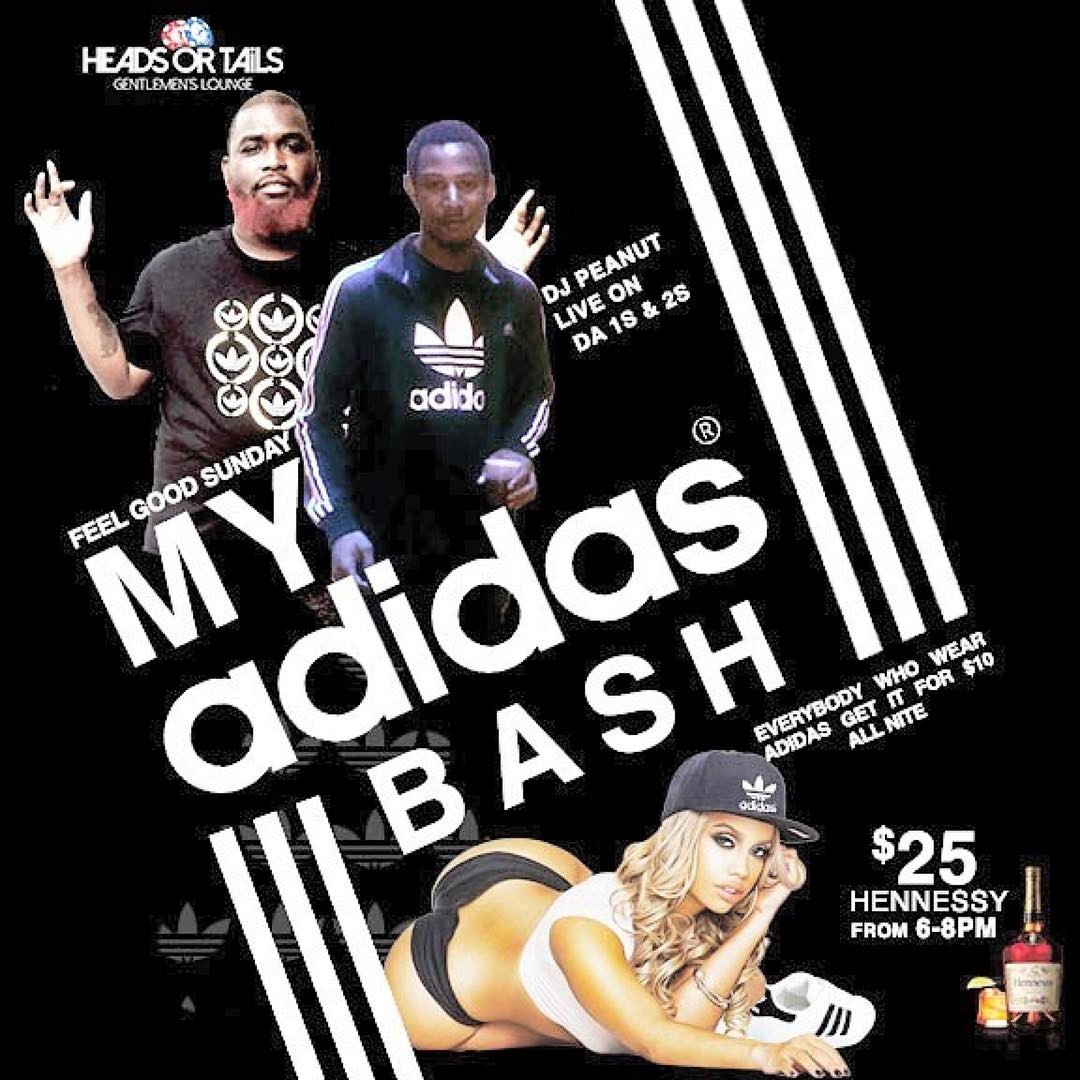 HEADS OR TAILS
GENTLEMEN'S LOUNGE
DJ PEANUT
LIVE ON
DA 1S & 2S
adido
FEEL GOOD SUNDAY
MY
adidas®
BASH
EVERYBODY WHO WEAR
ADIDAS GET IT FOR $10
ALL NITE
adidas
$25
HENNESSY
FROM 6-8PM
Hennessy